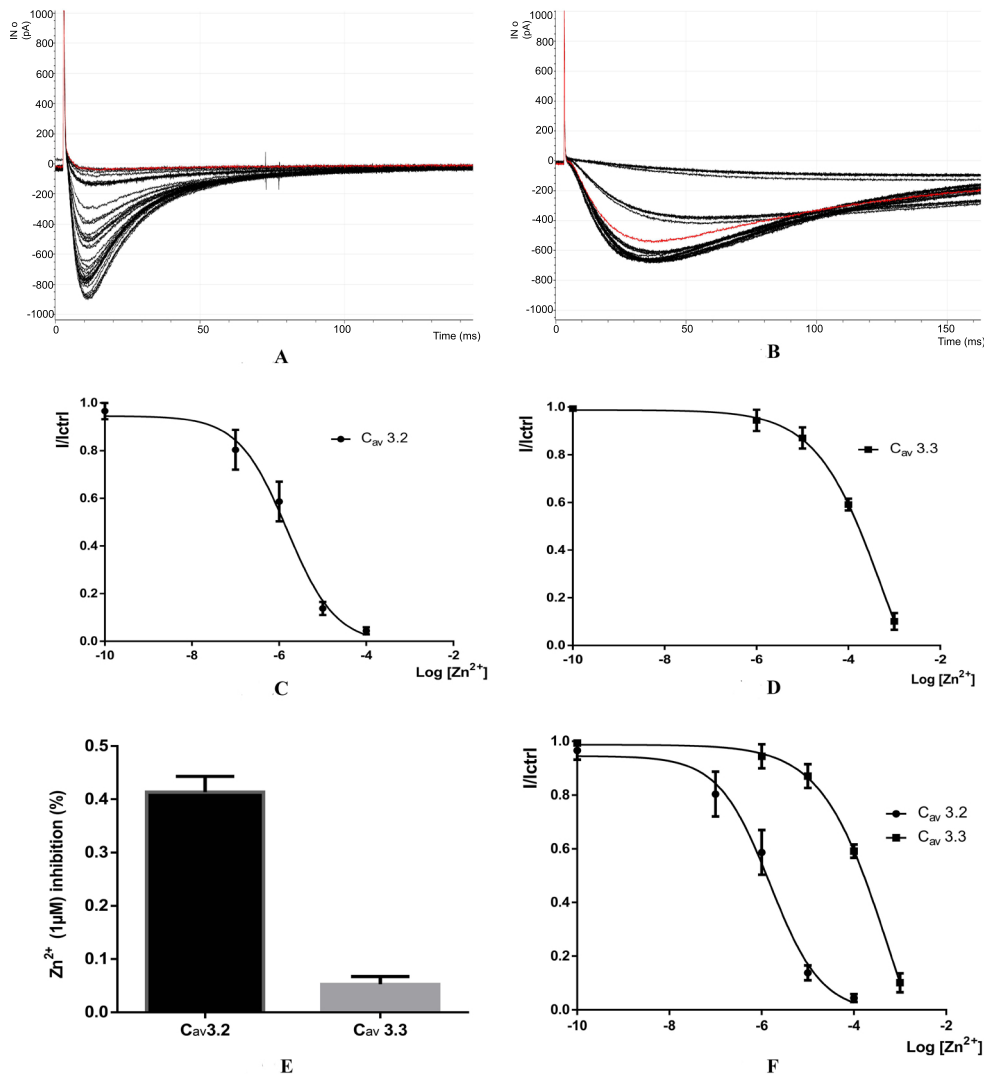 IN o
(pA)
1000
800
600
400
200
0
-200
-400
-600
-800
-1000
0
50
100
Time (ms)
A
IN o
(pA)
1000
800
600
400
200
0
-200
-400
-600
-800
-1000
0
50
100
150
Time (ms)
B
I/Ictrl
1.0
0.8
0.6
0.4
0.2
0.0
-10
-8
-6
-4
-2
Log [Zn2+]
Cav 3.2
C
I/Ictrl
1.0
0.8
0.6
0.4
0.2
0.0
-10
-8
-6
-4
-2
Log [Zn2+]
Cav 3.3
D
Zn2+ (1µM) inhibition (%)
0.5
0.4
0.3
0.2
0.1
0.0
Cav3.2
Cav 3.3
E
I/Ictrl
1.0
0.8
0.6
0.4
0.2
0.0
-10
-8
-6
-4
-2
Log [Zn2+]
Cav 3.2
Cav 3.3
F